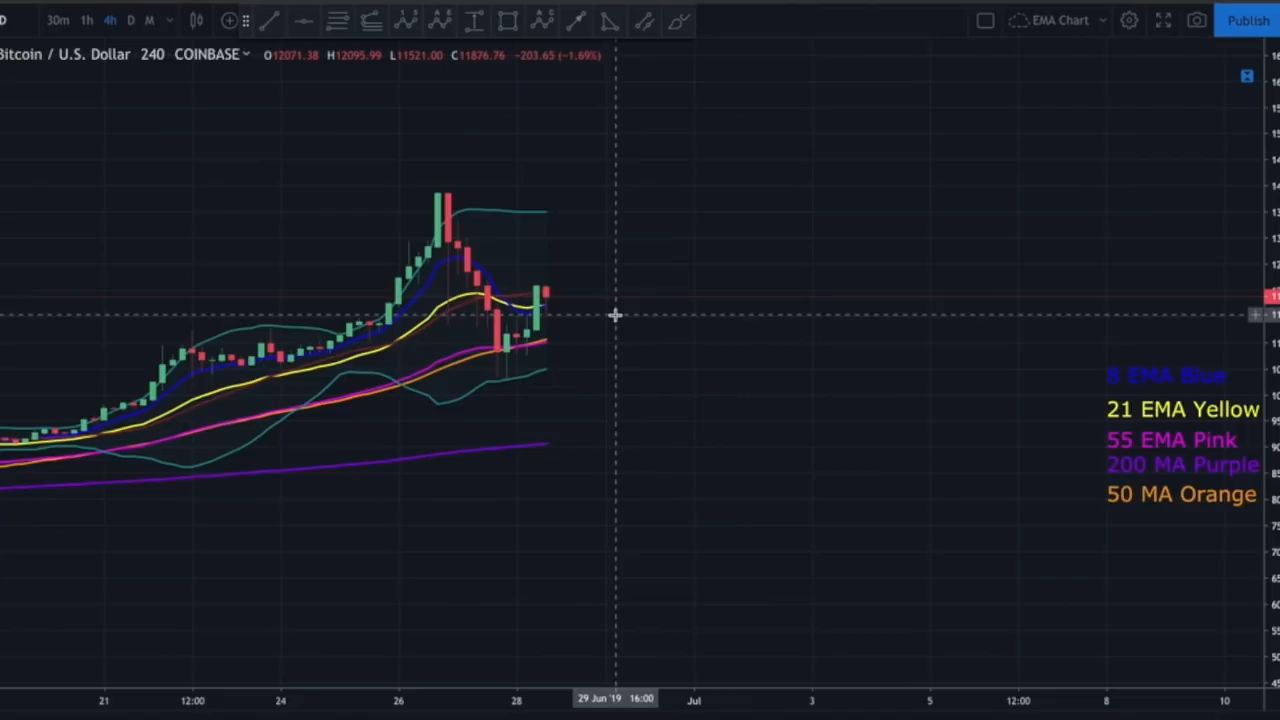 D 30m 1h 4h D M EMA Chart Publish
Bitcoin / U.S. Dollar 240 COINBASE O12071.38 H12095.99 L11521.00 C11876.76 −203.65 (−1.69%)
8 EMA Blue
21 EMA Yellow
55 EMA Pink
200 MA Purple
50 MA Orange
21 12:00 24 26 28 29 Jun '19 16:00 Jul 3 5 12:00 8 10